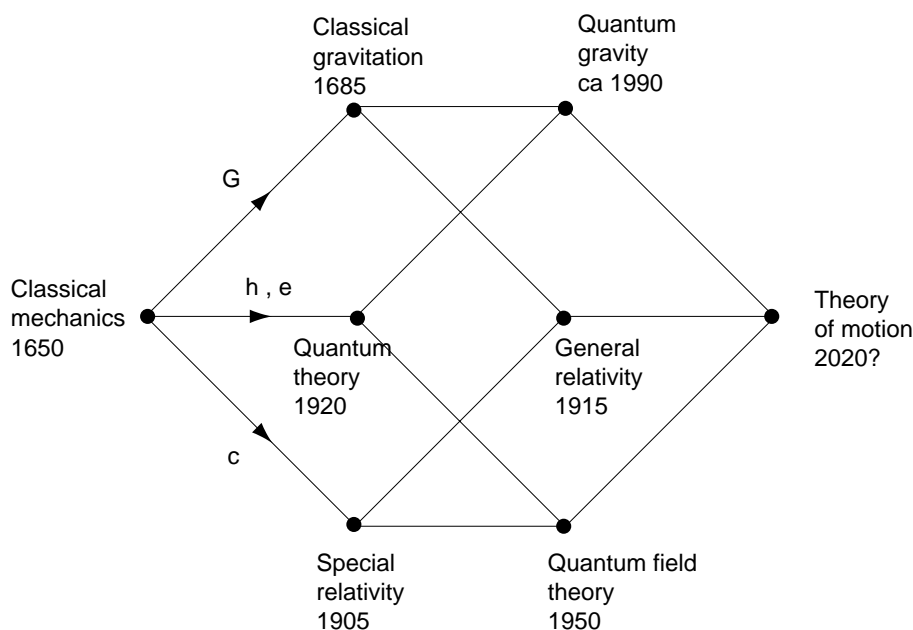 Classical
gravitation
1685
Quantum
gravity
ca 1990
G
Classical
mechanics
1650
h , e
Quantum
theory
1920
General
relativity
1915
Theory
of motion
2020?
c
Special
relativity
1905
Quantum field
theory
1950